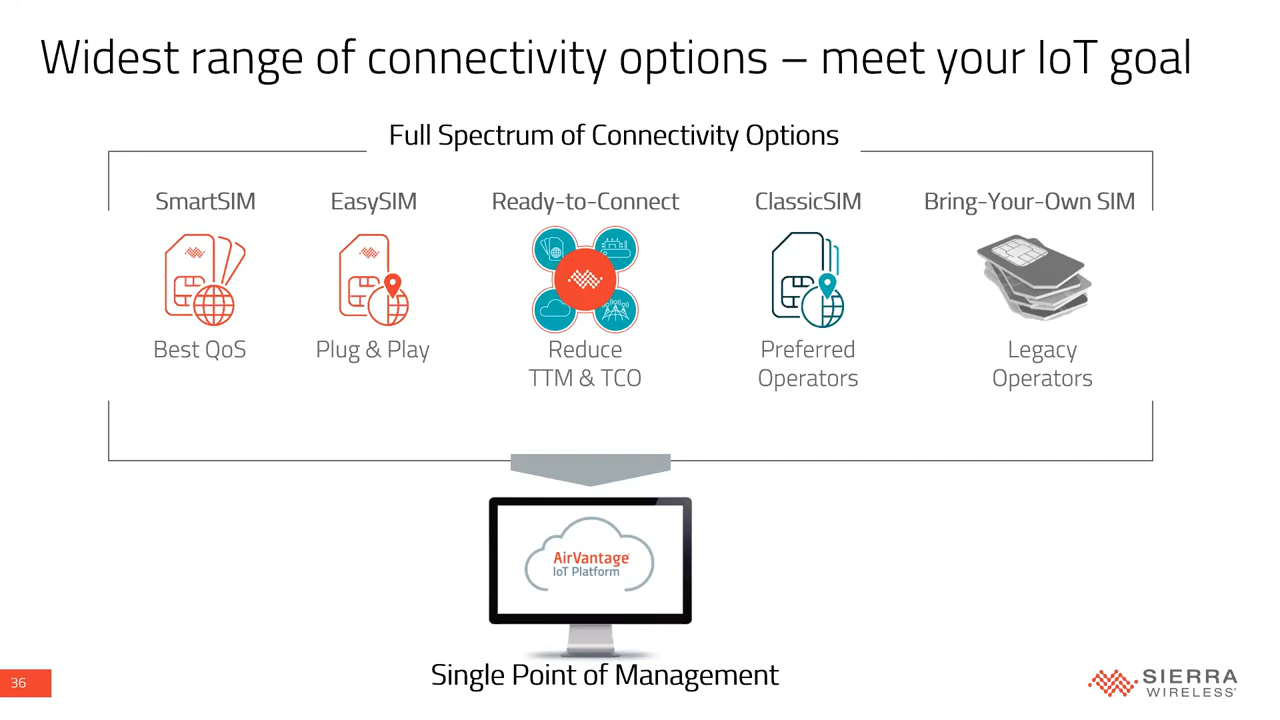 Widest range of connectivity options – meet your IoT goal
Full Spectrum of Connectivity Options
SmartSIM
EasySIM
Ready-to-Connect
ClassicSIM
Bring-Your-Own SIM
Best QoS
Plug & Play
Reduce
TTM & TCO
Preferred
Operators
Legacy
Operators
AirVantage®
IoT Platform
Single Point of Management
36
SIERRA
WIRELESS®